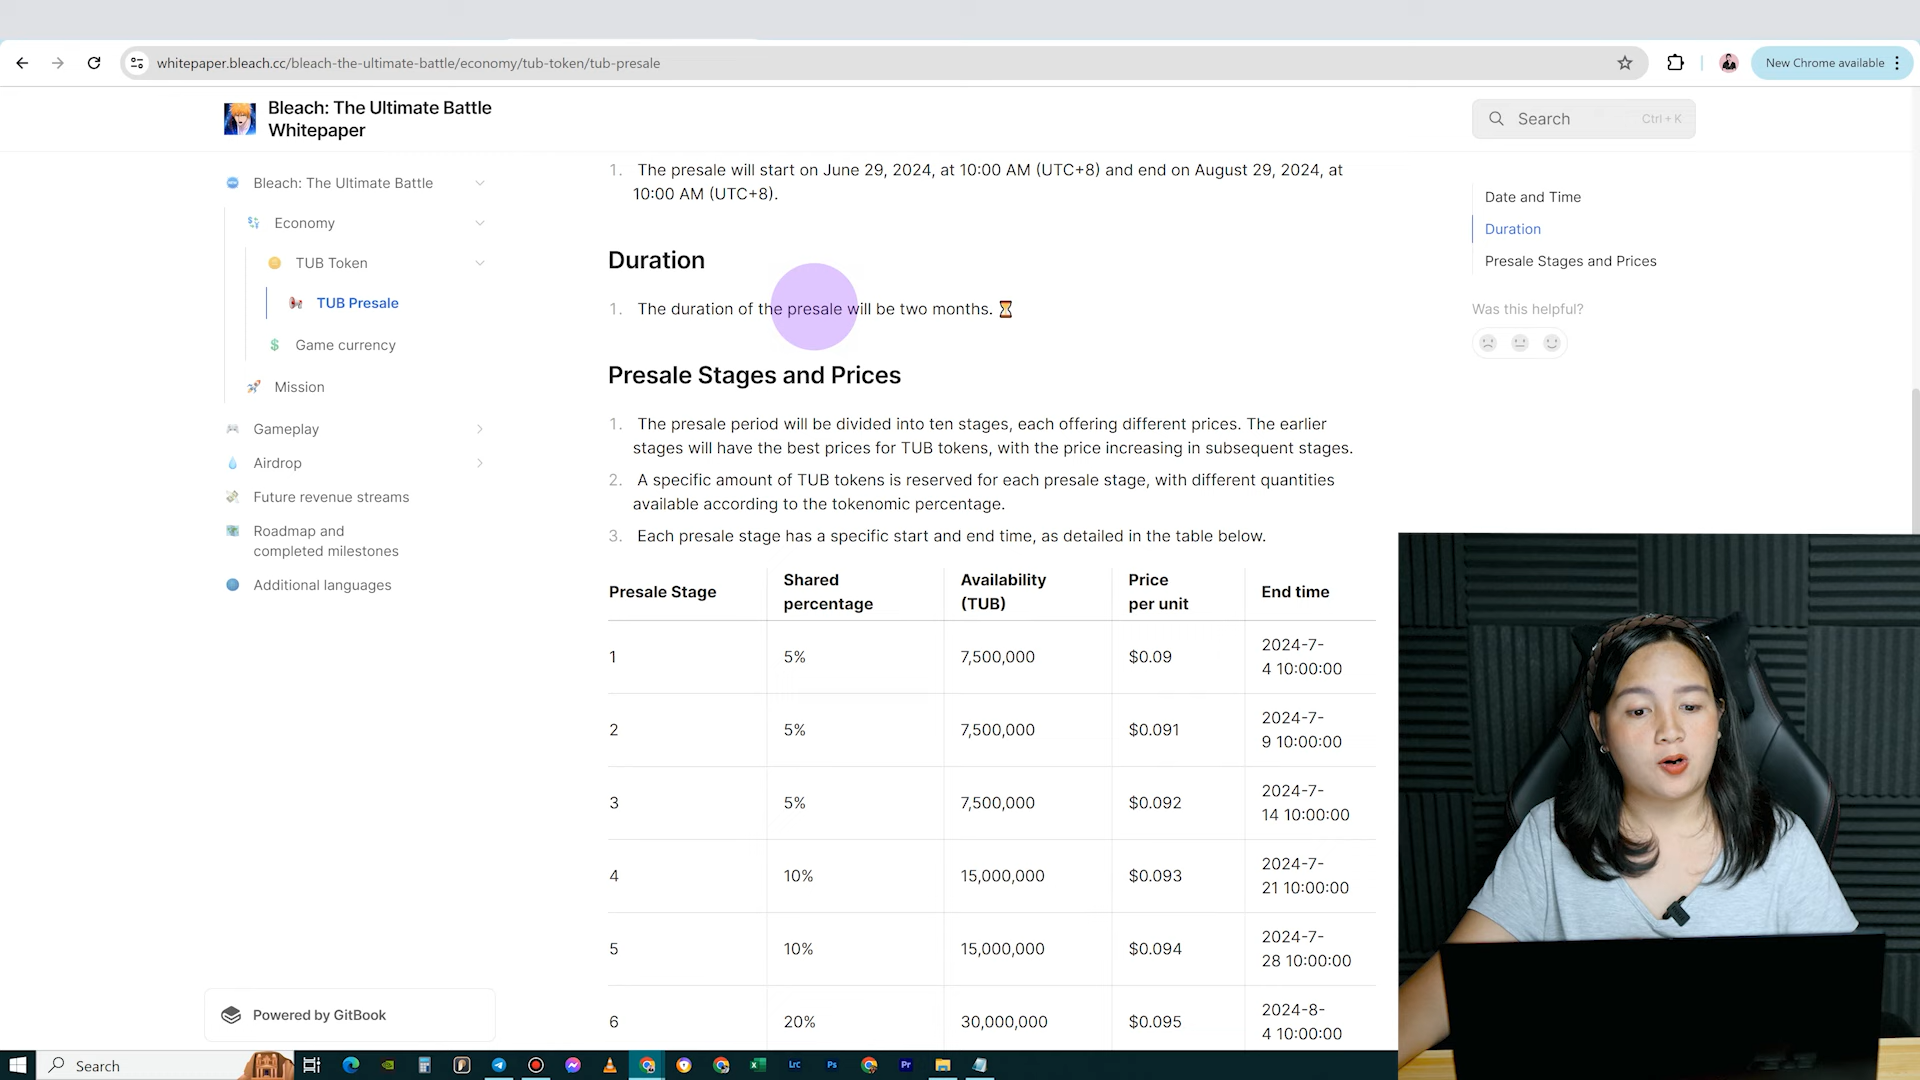 whitepaper.bleach.cc/bleach-the-ultimate-battle/economy/tub-token/tub-presale
New Chrome available
Bleach: The Ultimate Battle
Whitepaper
Search
Ctrl + K
Bleach: The Ultimate Battle
Economy
TUB Token
TUB Presale
Game currency
Mission
Gameplay
Airdrop
Future revenue streams
Roadmap and
completed milestones
Additional languages
Powered by GitBook
1. The presale will start on June 29, 2024, at 10:00 AM (UTC+8) and end on August 29, 2024, at
10:00 AM (UTC+8).
Duration
1. The duration of the presale will be two months. ⌛
Presale Stages and Prices
1. The presale period will be divided into ten stages, each offering different prices. The earlier
stages will have the best prices for TUB tokens, with the price increasing in subsequent stages.
2. A specific amount of TUB tokens is reserved for each presale stage, with different quantities
available according to the tokenomic percentage.
3. Each presale stage has a specific start and end time, as detailed in the table below.
Presale Stage Shared percentage Availability (TUB) Price per unit End time
1 5% 7,500,000 $0.09 2024-7-4 10:00:00
2 5% 7,500,000 $0.091 2024-7-9 10:00:00
3 5% 7,500,000 $0.092 2024-7-14 10:00:00
4 10% 15,000,000 $0.093 2024-7-21 10:00:00
5 10% 15,000,000 $0.094 2024-7-28 10:00:00
6 20% 30,000,000 $0.095 2024-8-4 10:00:00
Date and Time
Duration
Presale Stages and Prices
Was this helpful?
Search
LrC
Ps
Pr